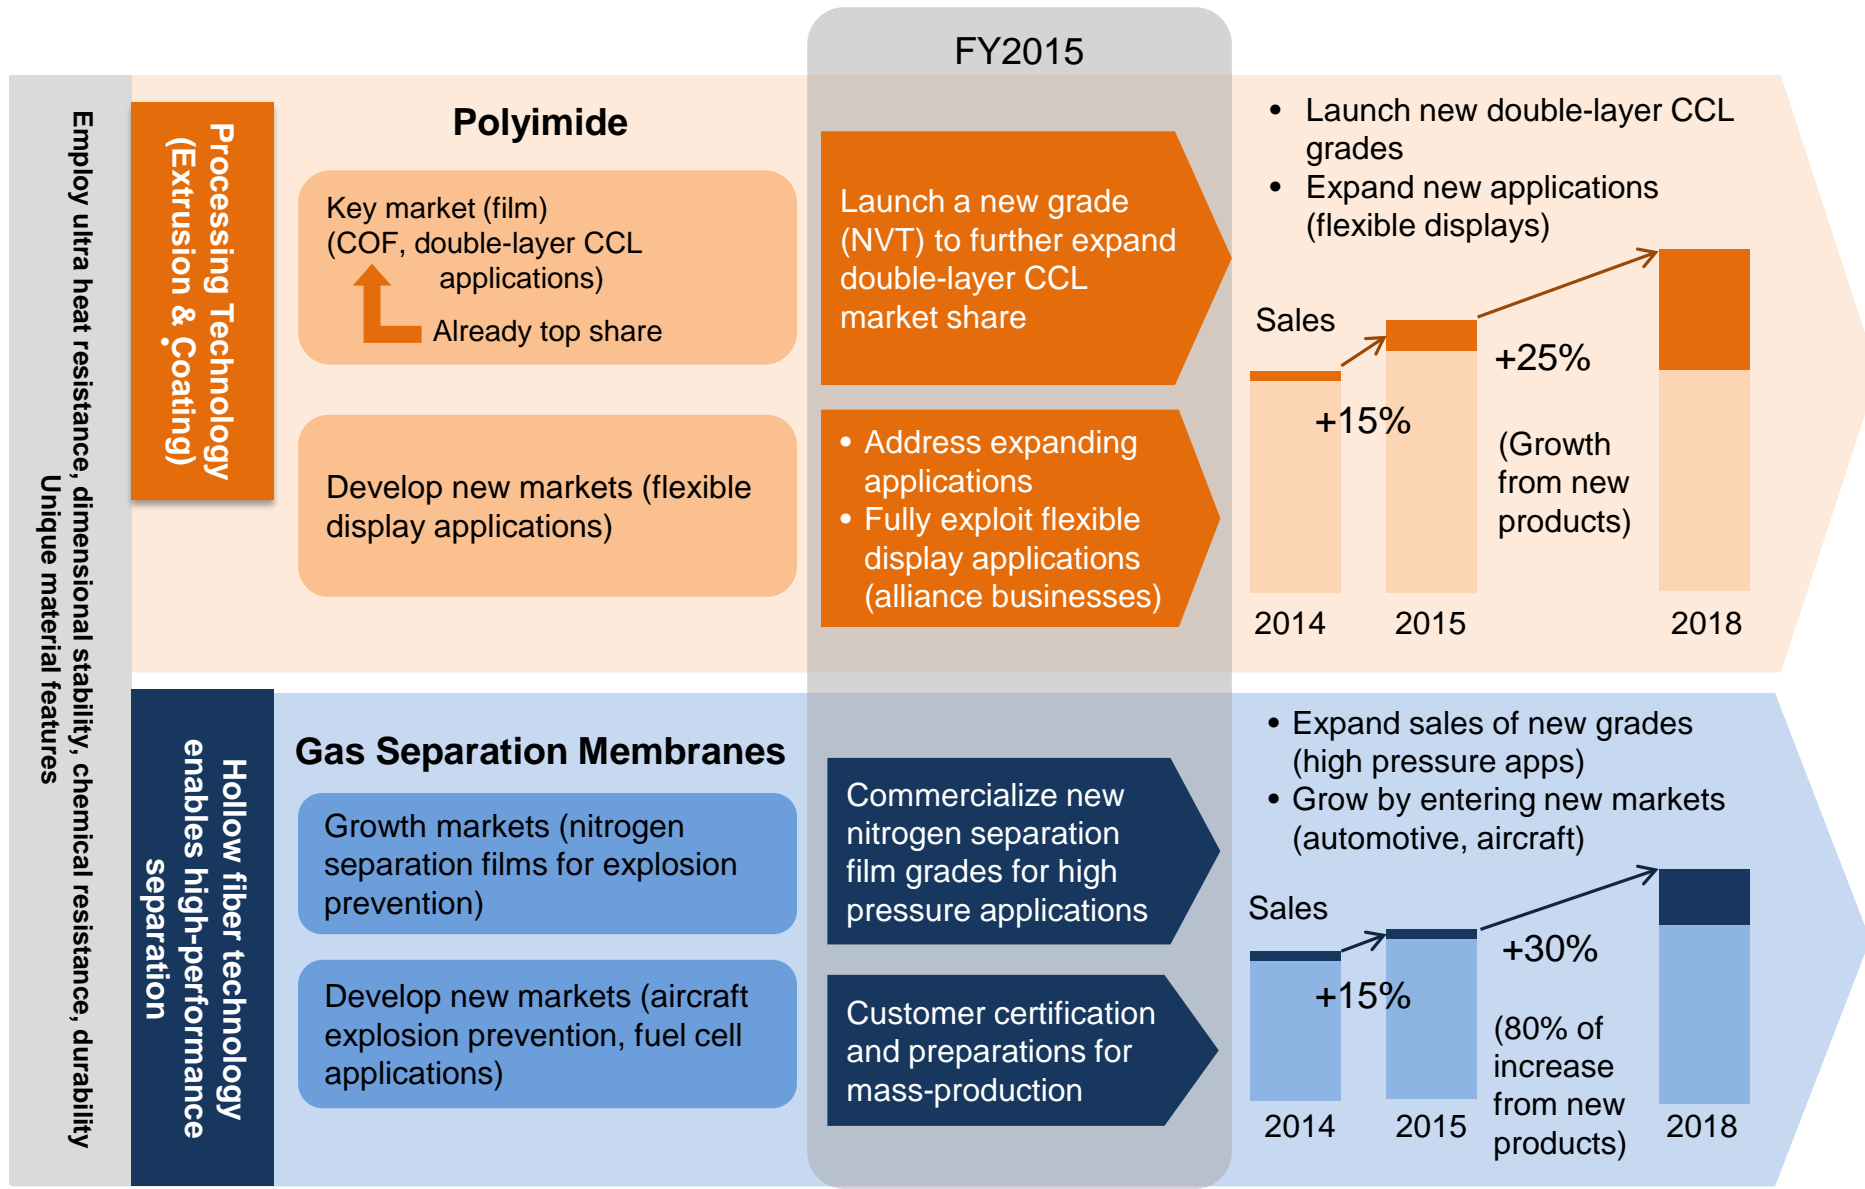 FY2015
Employ ultra heat resistance, dimensional stability, chemical resistance, durability
Unique material features
Processing Technology
(Extrusion & Coating)
Polyimide
Key market (film)
(COF, double-layer CCL
applications)
Already top share
Develop new markets (flexible
display applications)
Launch a new grade
(NVT) to further expand
double-layer CCL
market share
• Address expanding
applications
• Fully exploit flexible
display applications
(alliance businesses)
• Launch new double-layer CCL
grades
• Expand new applications
(flexible displays)
Sales
+15%
+25%
(Growth
from new
products)
2014
2015
2018
Hollow fiber technology
enables high-performance
separation
Gas Separation Membranes
Growth markets (nitrogen
separation films for explosion
prevention)
Develop new markets (aircraft
explosion prevention, fuel cell
applications)
Commercialize new
nitrogen separation
film grades for high
pressure applications
Customer certification
and preparations for
mass-production
• Expand sales of new grades
(high pressure apps)
• Grow by entering new markets
(automotive, aircraft)
Sales
+15%
+30%
(80% of
increase
from new
products)
2014
2015
2018